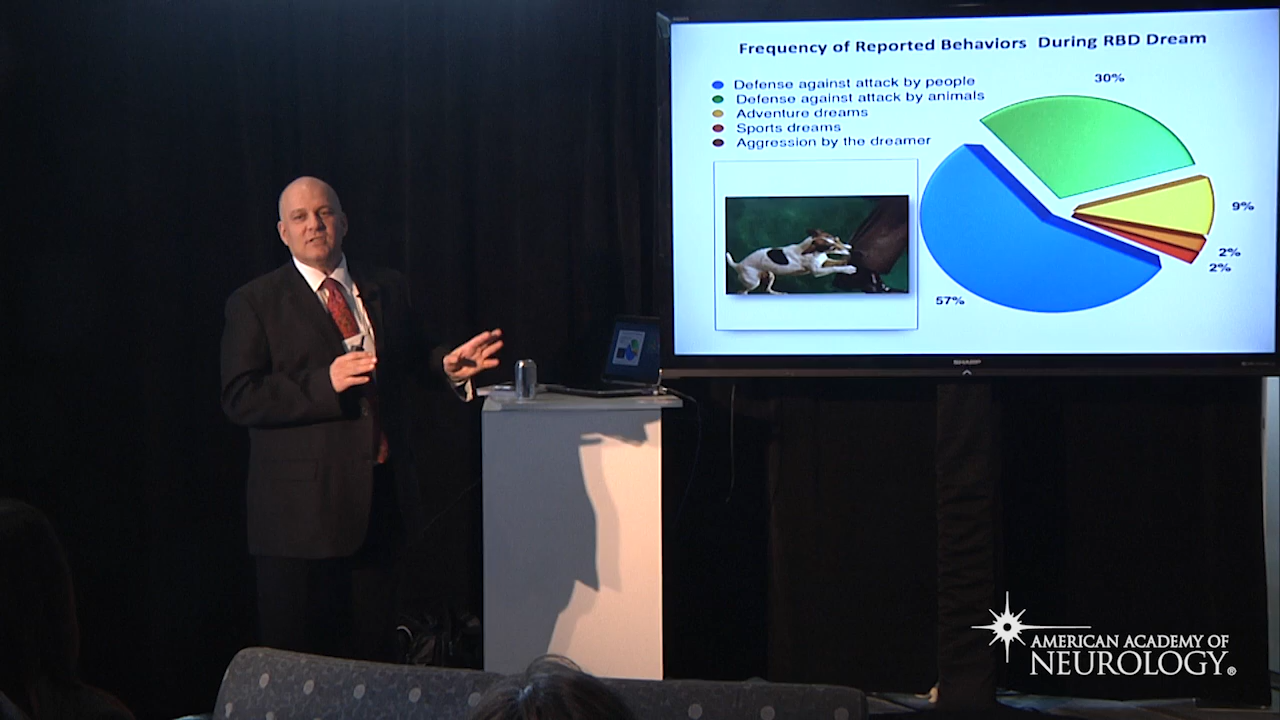 Frequency of Reported Behaviors During RBD Dream
Defense against attack by people
Defense against attack by animals
Adventure dreams
Sports dreams
Aggression by the dreamer
30%
9%
2%
2%
57%
SHARP
AMERICAN ACADEMY OF
NEUROLOGY®